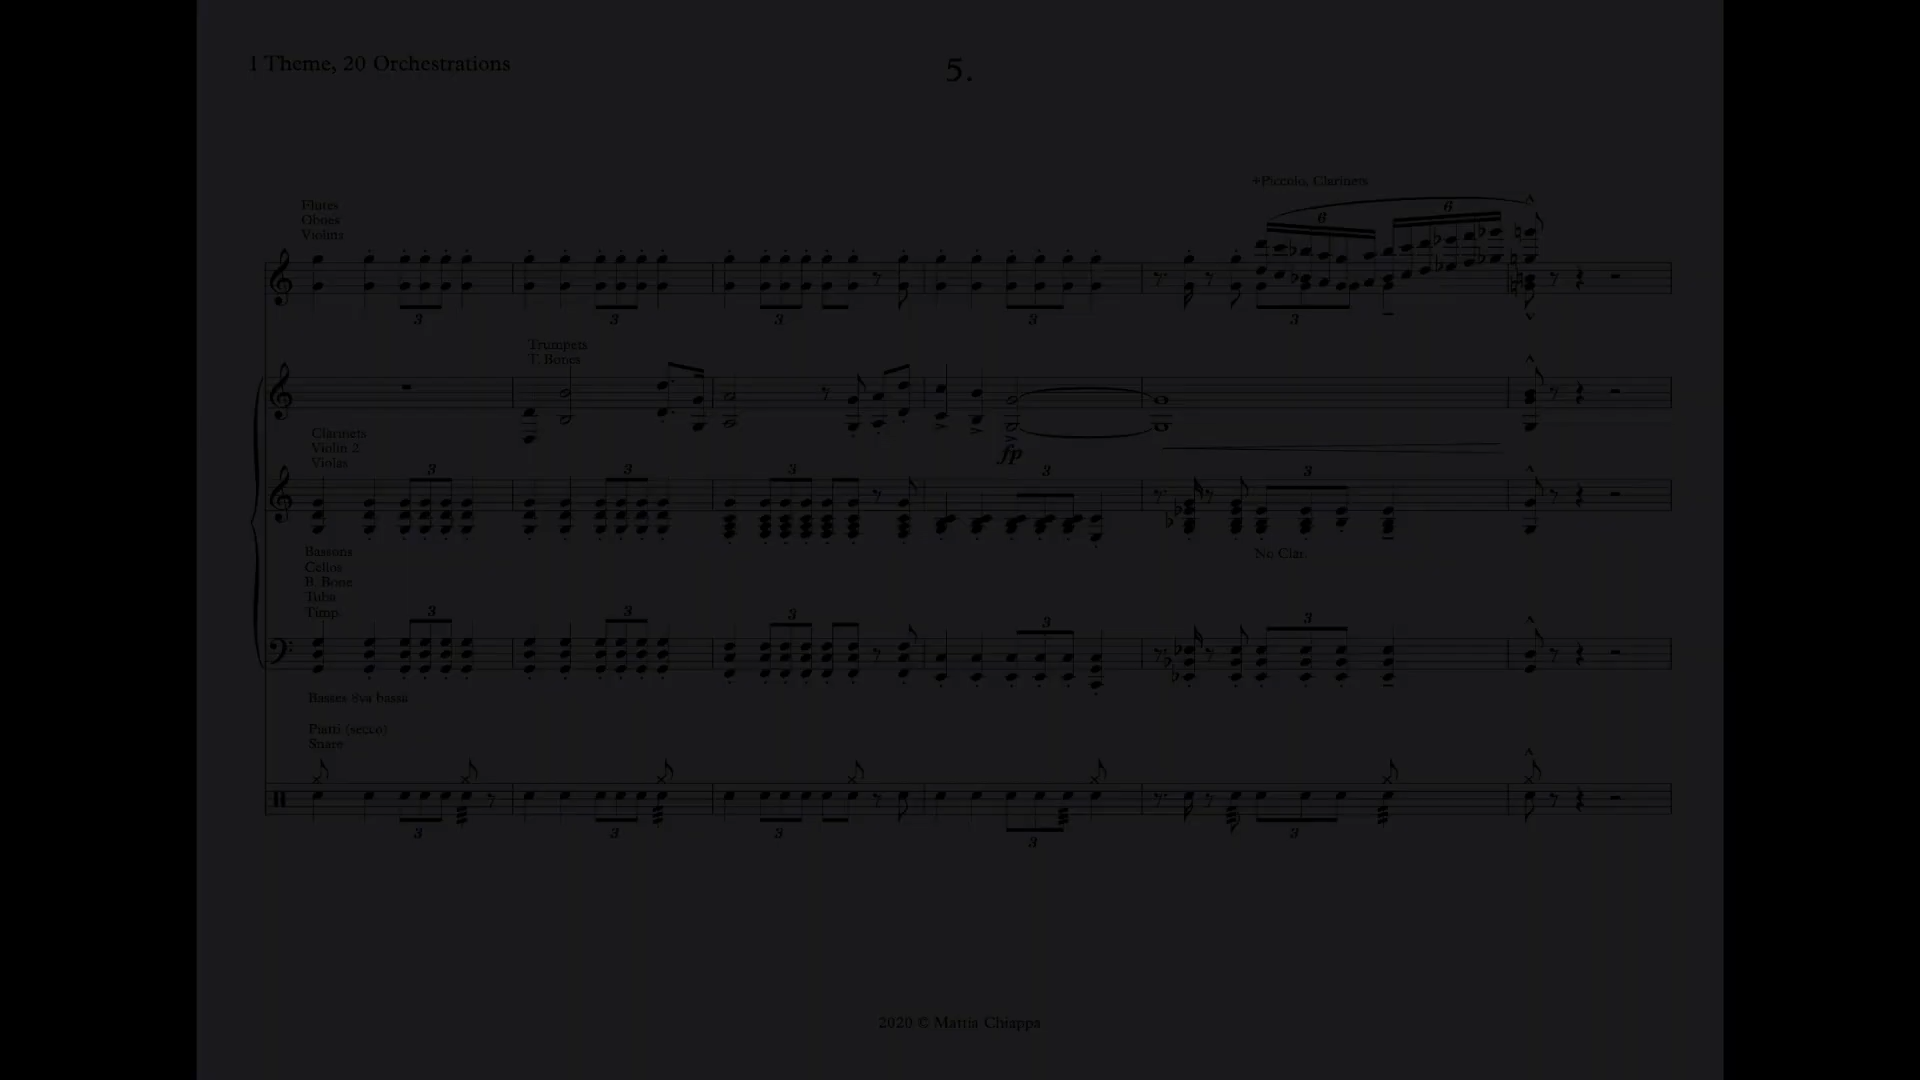 1 Theme, 20 Orchestrations
5.
+Piccolo, Clarinets
Flutes
Oboes
Violins
6
6
3
3
3
3
3
Trumpets
T. Bones
fp
Clarinets
Violin 2
Violas
3
3
3
3
3
No Clar.
Bassons
Cellos
B. Bone
Tuba
Timp.
3
3
3
3
3
Basses 8va bassa
Piatti (secco)
Snare
3
3
3
3
3
2020 © Mattia Chiappa